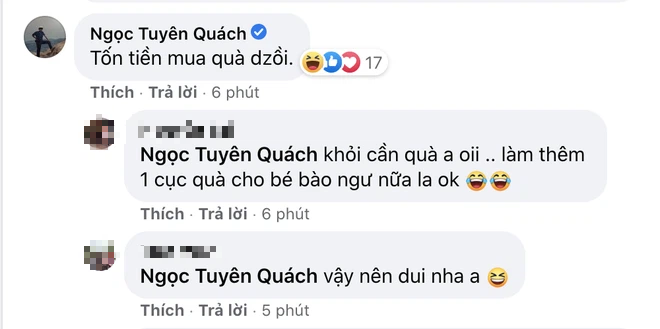 Ngọc Tuyên Quách
Tốn tiền mua quà dzồi.
17
Thích · Trả lời · 6 phút
Ngọc Tuyên Quách khỏi cần quà a oii .. làm thêm
1 cục quà cho bé bào ngư nữa la ok 😂😂
Thích · Trả lời · 6 phút
Ngọc Tuyên Quách vậy nên dui nha a 😆
Thích · Trả lời · 5 phút